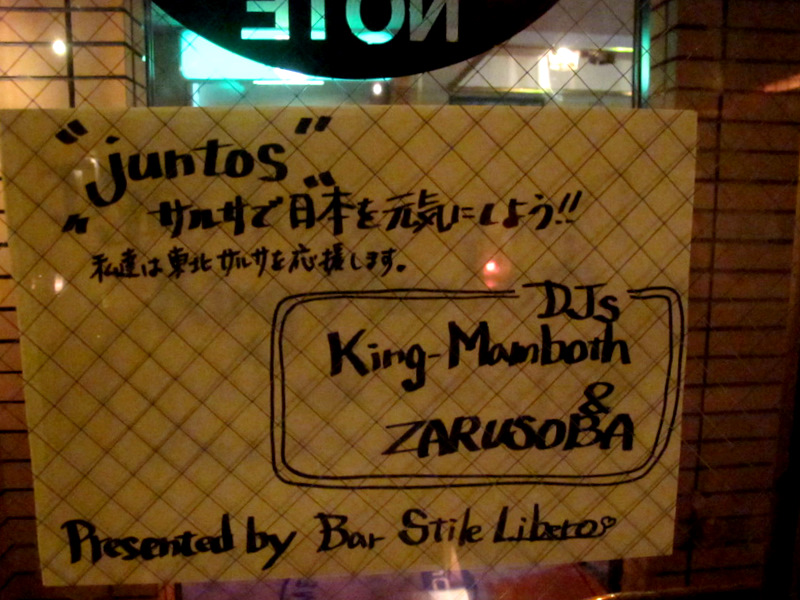 NOTE
"juntos"
"サルサで日本を元気にしよう!!"
私達は東北サルサを応援します。
DJs
King-Mamboth
&
ZARUSOBA
Presented by Bar Stile Libero